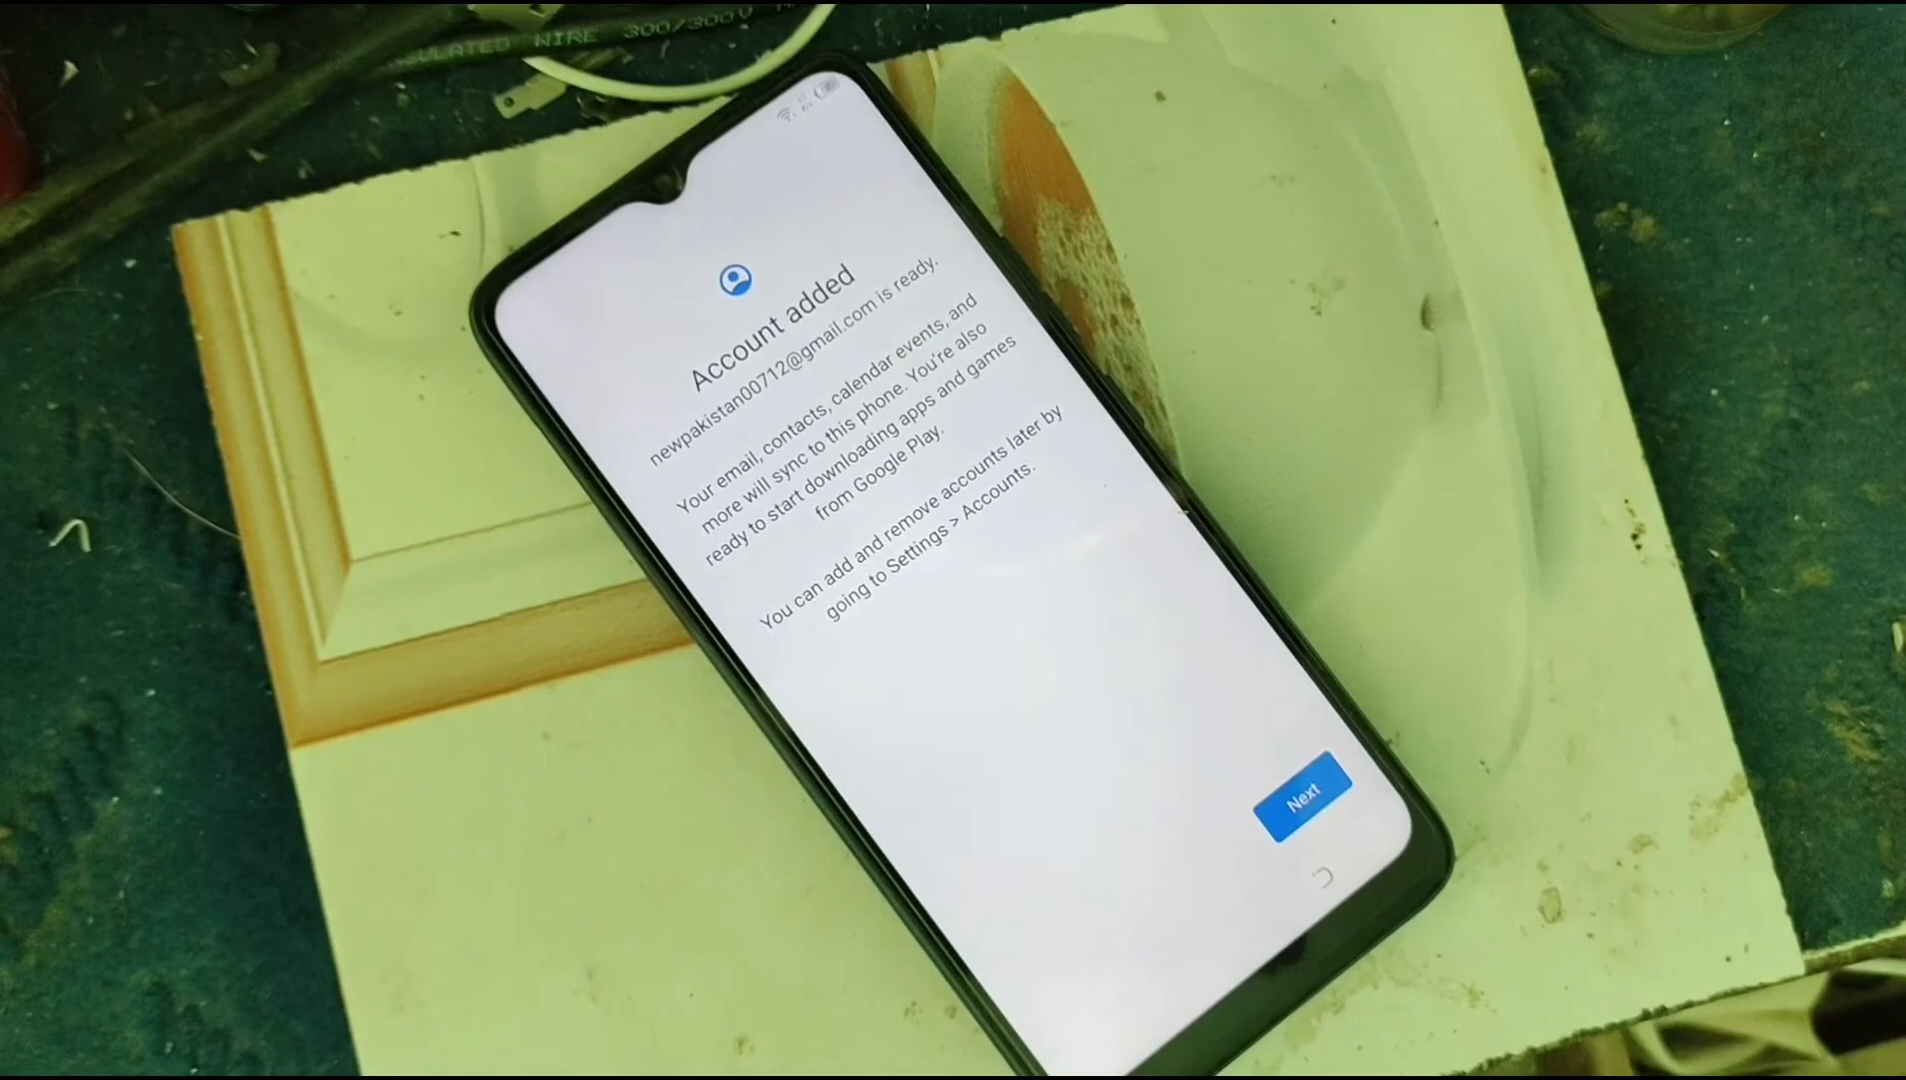 SULATED WIRE 300/300V
Account added
newpakistan00712@gmail.com is ready.
Your email, contacts, calendar events, and
more will sync to this phone. You're also
ready to start downloading apps and games
from Google Play.
You can add and remove accounts later by
going to Settings > Accounts.
Next